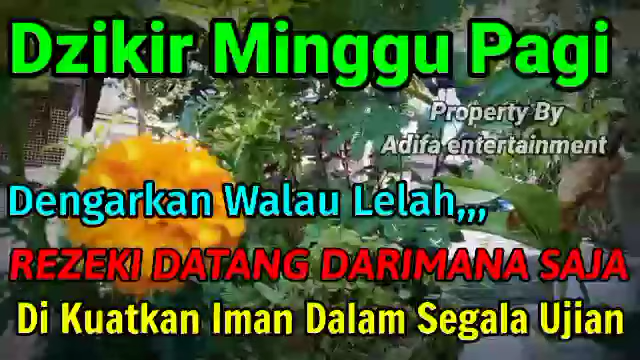 Dzikir Minggu Pagi
Property By
Adifa entertainment
Dengarkan Walau Lelah,,,
REZEKI DATANG DARIMANA SAJA
Di Kuatkan Iman Dalam Segala Ujian